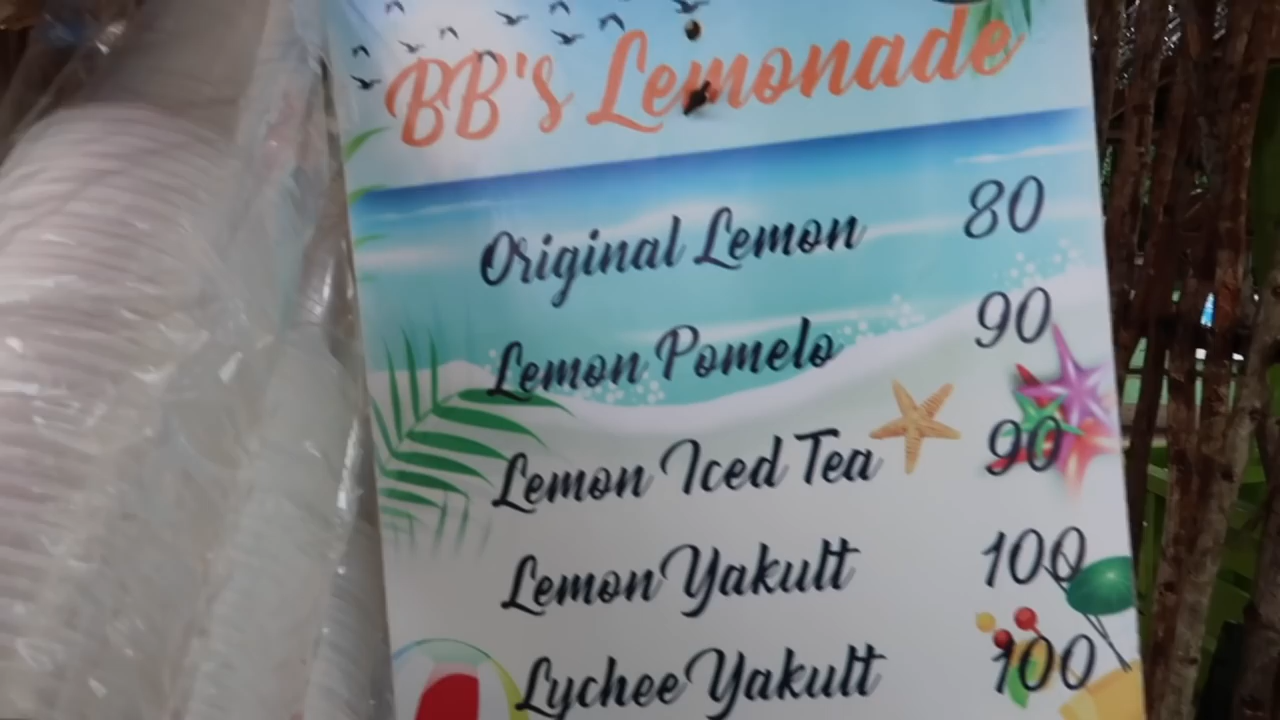 BB's Lemonade
Original Lemon 80
Lemon Pomelo 90
Lemon Iced Tea 90
Lemon Yakult 100
Lychee Yakult 100